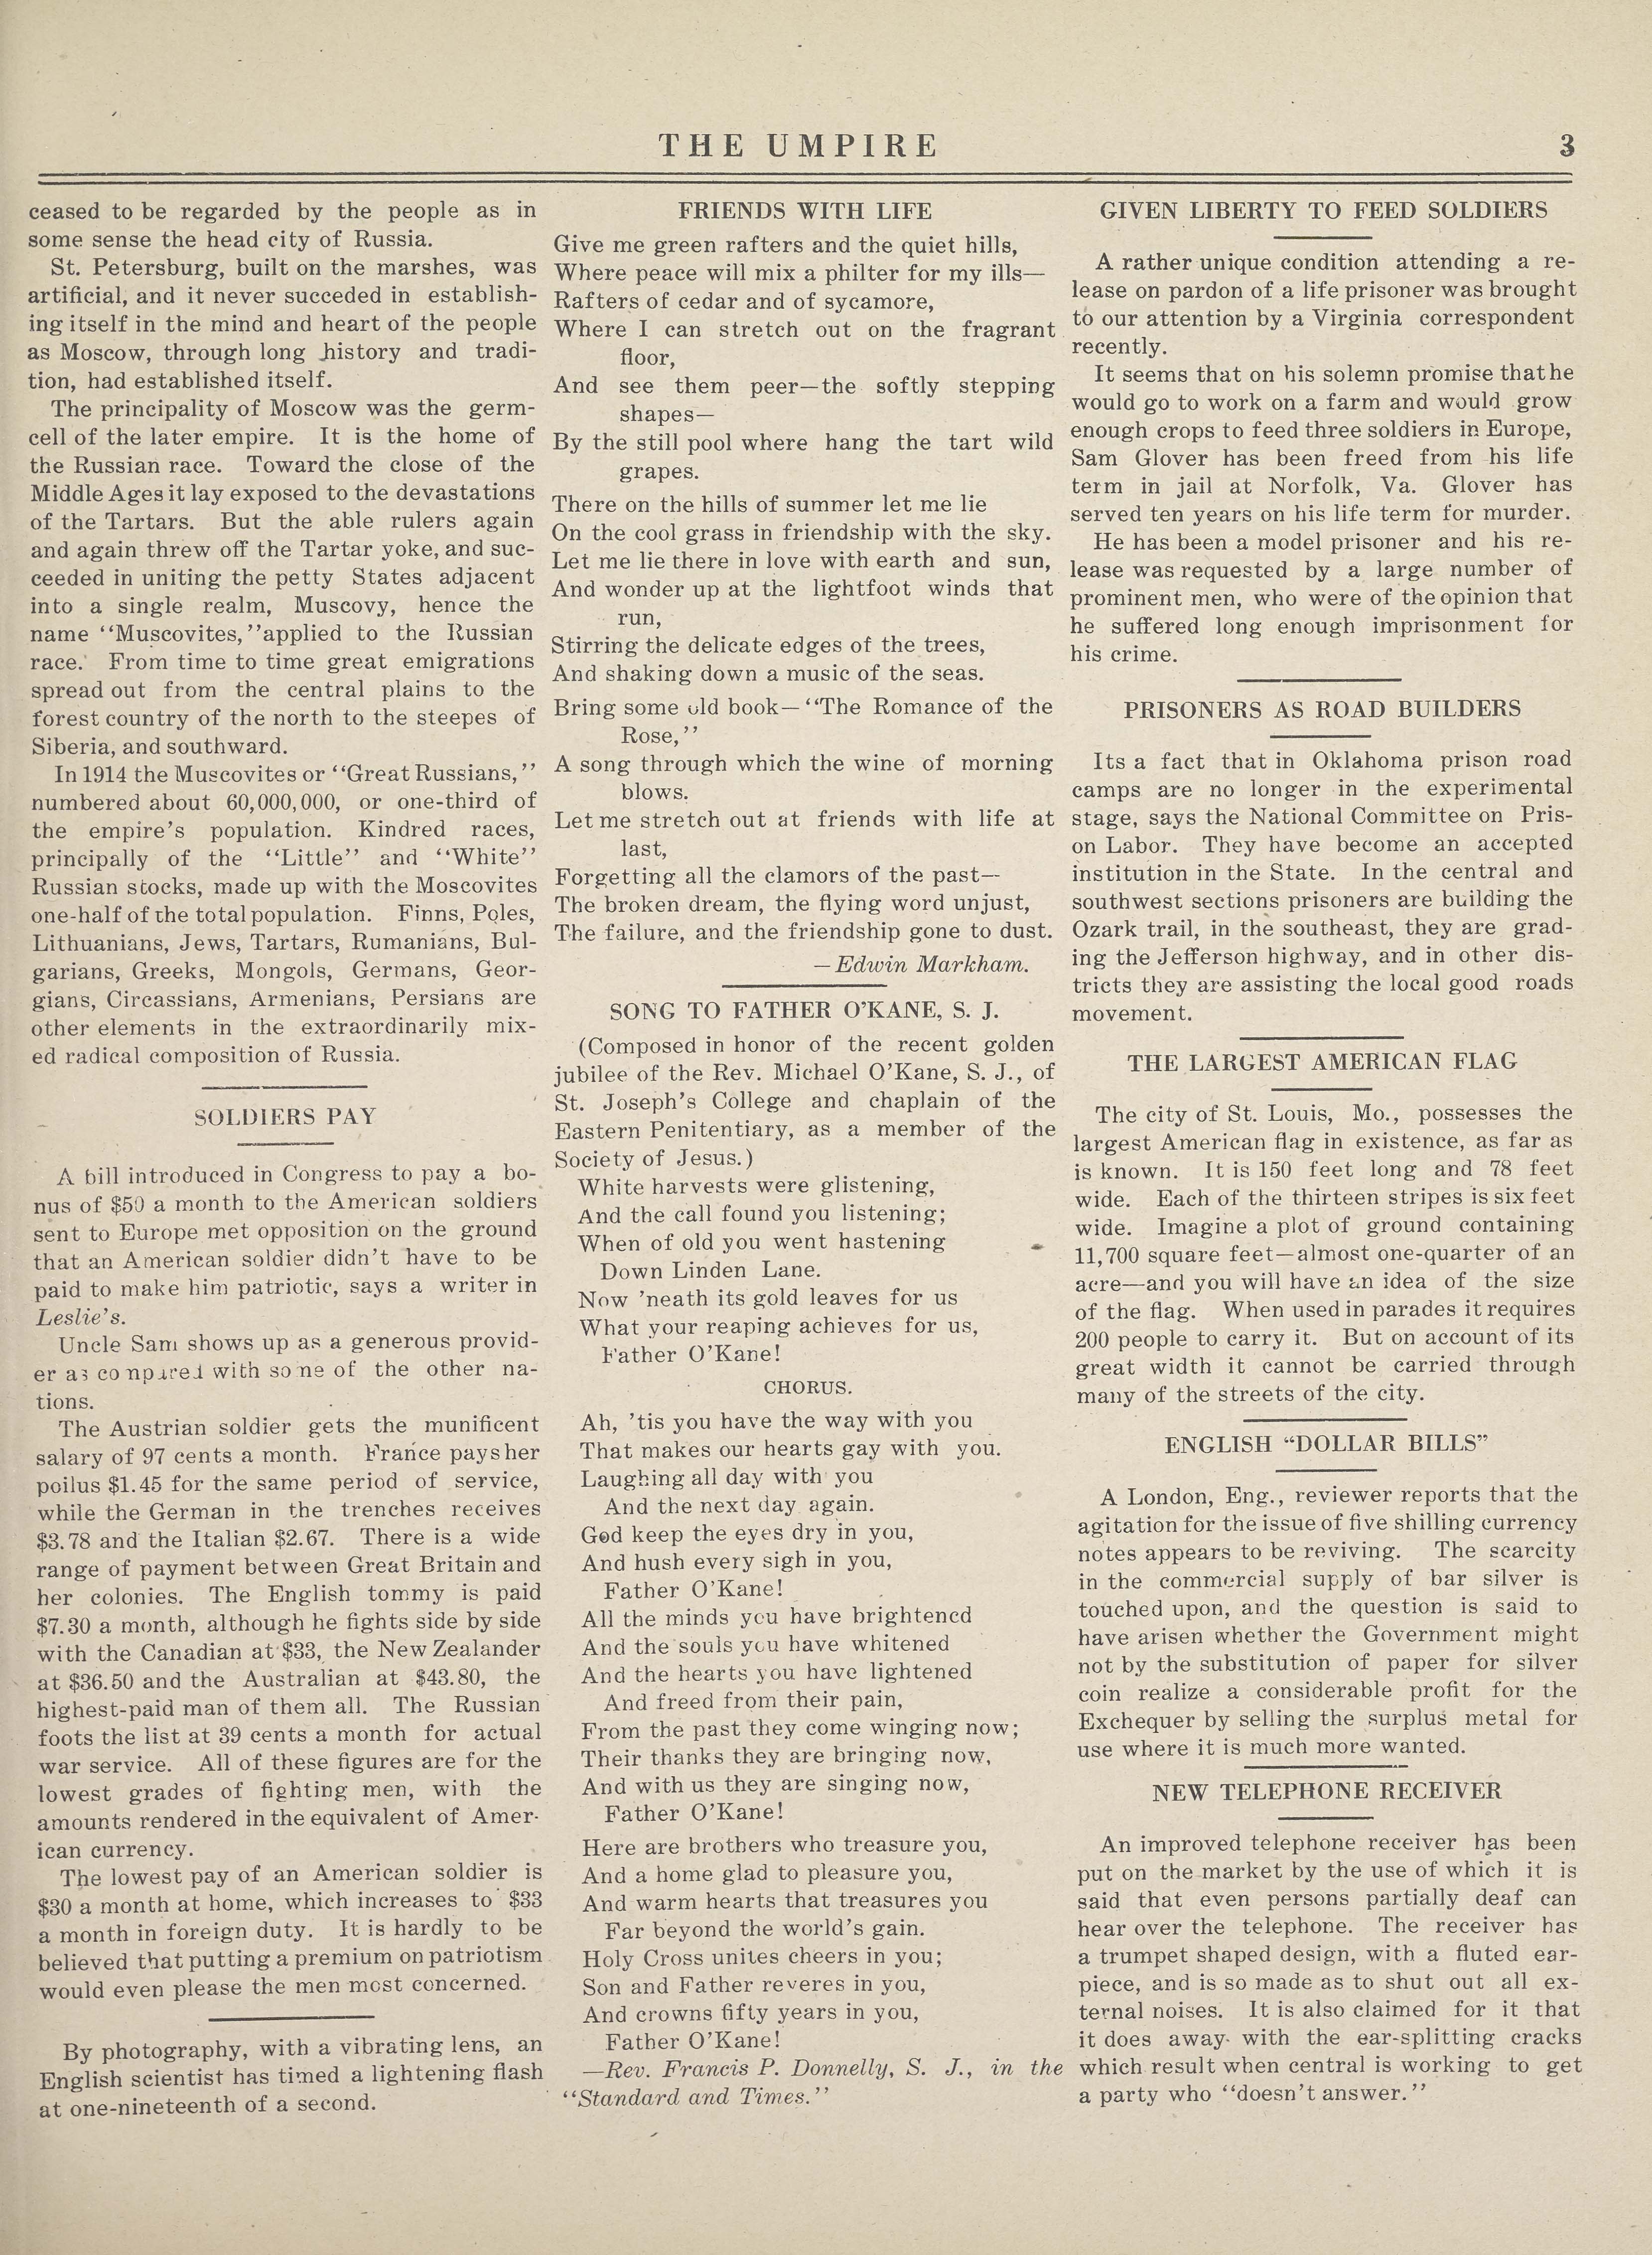 THE UMPIRE
3
ceased to be regarded by the people as in
some sense the head city of Russia.
St. Petersburg, built on the marshes, was
artificial, and it never succeded in establish-
ing itself in the mind and heart of the people
as Moscow, through long history and tradi-
tion, had established itself.
The principality of Moscow was the germ-
cell of the later empire. It is the home of
the Russian race. Toward the close of the
Middle Ages it lay exposed to the devastations
of the Tartars. But the able rulers again
and again threw off the Tartar yoke, and suc-
ceeded in uniting the petty States adjacent
into a single realm, Muscovy, hence the
name ‘‘Muscovites,’’applied to the Russian
race. From time to time great emigrations
spread out from the central plains to the
forest country of the north to the steepes of
Siberia, and southward.
In 1914 the Muscovites or ‘‘Great Russians,’’
numbered about 60,000,000, or one-third of
the empire’s population. Kindred races,
principally of the ‘‘Little’’ and ‘‘White’’
Russian stocks, made up with the Moscovites
one-half of the total population. Finns, Poles,
Lithuanians, Jews, Tartars, Rumanians, Bul-
garians, Greeks, Mongols, Germans, Geor-
gians, Circassians, Armenians, Persians are
other elements in the extraordinarily mix-
ed radical composition of Russia.
SOLDIERS PAY
A bill introduced in Congress to pay a bo-
nus of $50 a month to the American soldiers
sent to Europe met opposition on the ground
that an American soldier didn’t have to be
paid to make him patriotic, says a writer in
Leslie’s.
Uncle Sam shows up as a generous provid-
er as compared with some of the other na-
tions.
The Austrian soldier gets the munificent
salary of 97 cents a month. France pays her
poilus $1.45 for the same period of service,
while the German in the trenches receives
$3.78 and the Italian $2.67. There is a wide
range of payment between Great Britain and
her colonies. The English tommy is paid
$7.30 a month, although he fights side by side
with the Canadian at $33, the New Zealander
at $36.50 and the Australian at $43.80, the
highest-paid man of them all. The Russian
foots the list at 39 cents a month for actual
war service. All of these figures are for the
lowest grades of fighting men, with the
amounts rendered in the equivalent of Amer-
ican currency.
The lowest pay of an American soldier is
$30 a month at home, which increases to $33
a month in foreign duty. It is hardly to be
believed that putting a premium on patriotism
would even please the men most concerned.
By photography, with a vibrating lens, an
English scientist has timed a lightening flash
at one-nineteenth of a second.
FRIENDS WITH LIFE
Give me green rafters and the quiet hills,
Where peace will mix a philter for my ills—
Rafters of cedar and of sycamore,
Where I can stretch out on the fragrant
floor,
And see them peer—the softly stepping
shapes—
By the still pool where hang the tart wild
grapes.
There on the hills of summer let me lie
On the cool grass in friendship with the sky.
Let me lie there in love with earth and sun,
And wonder up at the lightfoot winds that
run,
Stirring the delicate edges of the trees,
And shaking down a music of the seas.
Bring some old book—‘‘The Romance of the
Rose,’’
A song through which the wine of morning
blows.
Let me stretch out at friends with life at
last,
Forgetting all the clamors of the past—
The broken dream, the flying word unjust,
The failure, and the friendship gone to dust.
—Edwin Markham.
SONG TO FATHER O’KANE, S. J.
(Composed in honor of the recent golden
jubilee of the Rev. Michael O’Kane, S. J., of
St. Joseph’s College and chaplain of the
Eastern Penitentiary, as a member of the
Society of Jesus.)
White harvests were glistening,
And the call found you listening;
When of old you went hastening
Down Linden Lane.
Now ’neath its gold leaves for us
What your reaping achieves for us,
Father O’Kane!
CHORUS.
Ah, ’tis you have the way with you
That makes our hearts gay with you.
Laughing all day with you
And the next day again.
God keep the eyes dry in you,
And hush every sigh in you,
Father O’Kane!
All the minds you have brightened
And the souls you have whitened
And the hearts you have lightened
And freed from their pain,
From the past they come winging now;
Their thanks they are bringing now,
And with us they are singing now,
Father O’Kane!
Here are brothers who treasure you,
And a home glad to pleasure you,
And warm hearts that treasures you
Far beyond the world’s gain.
Holy Cross unites cheers in you;
Son and Father reveres in you,
And crowns fifty years in you,
Father O’Kane!
—Rev. Francis P. Donnelly, S. J., in the
‘‘Standard and Times.’’
GIVEN LIBERTY TO FEED SOLDIERS
A rather unique condition attending a re-
lease on pardon of a life prisoner was brought
to our attention by a Virginia correspondent
recently.
It seems that on his solemn promise that he
would go to work on a farm and would grow
enough crops to feed three soldiers in Europe,
Sam Glover has been freed from his life
term in jail at Norfolk, Va. Glover has
served ten years on his life term for murder.
He has been a model prisoner and his re-
lease was requested by a large number of
prominent men, who were of the opinion that
he suffered long enough imprisonment for
his crime.
PRISONERS AS ROAD BUILDERS
Its a fact that in Oklahoma prison road
camps are no longer in the experimental
stage, says the National Committee on Pris-
on Labor. They have become an accepted
institution in the State. In the central and
southwest sections prisoners are building the
Ozark trail, in the southeast, they are grad-
ing the Jefferson highway, and in other dis-
tricts they are assisting the local good roads
movement.
THE LARGEST AMERICAN FLAG
The city of St. Louis, Mo., possesses the
largest American flag in existence, as far as
is known. It is 150 feet long and 78 feet
wide. Each of the thirteen stripes is six feet
wide. Imagine a plot of ground containing
11,700 square feet—almost one-quarter of an
acre—and you will have an idea of the size
of the flag. When used in parades it requires
200 people to carry it. But on account of its
great width it cannot be carried through
many of the streets of the city.
ENGLISH “DOLLAR BILLS”
A London, Eng., reviewer reports that the
agitation for the issue of five shilling currency
notes appears to be reviving. The scarcity
in the commercial supply of bar silver is
touched upon, and the question is said to
have arisen whether the Government might
not by the substitution of paper for silver
coin realize a considerable profit for the
Exchequer by selling the surplus metal for
use where it is much more wanted.
NEW TELEPHONE RECEIVER
An improved telephone receiver has been
put on the market by the use of which it is
said that even persons partially deaf can
hear over the telephone. The receiver has
a trumpet shaped design, with a fluted ear-
piece, and is so made as to shut out all ex-
ternal noises. It is also claimed for it that
it does away with the ear-splitting cracks
which result when central is working to get
a party who ‘‘doesn’t answer.’’